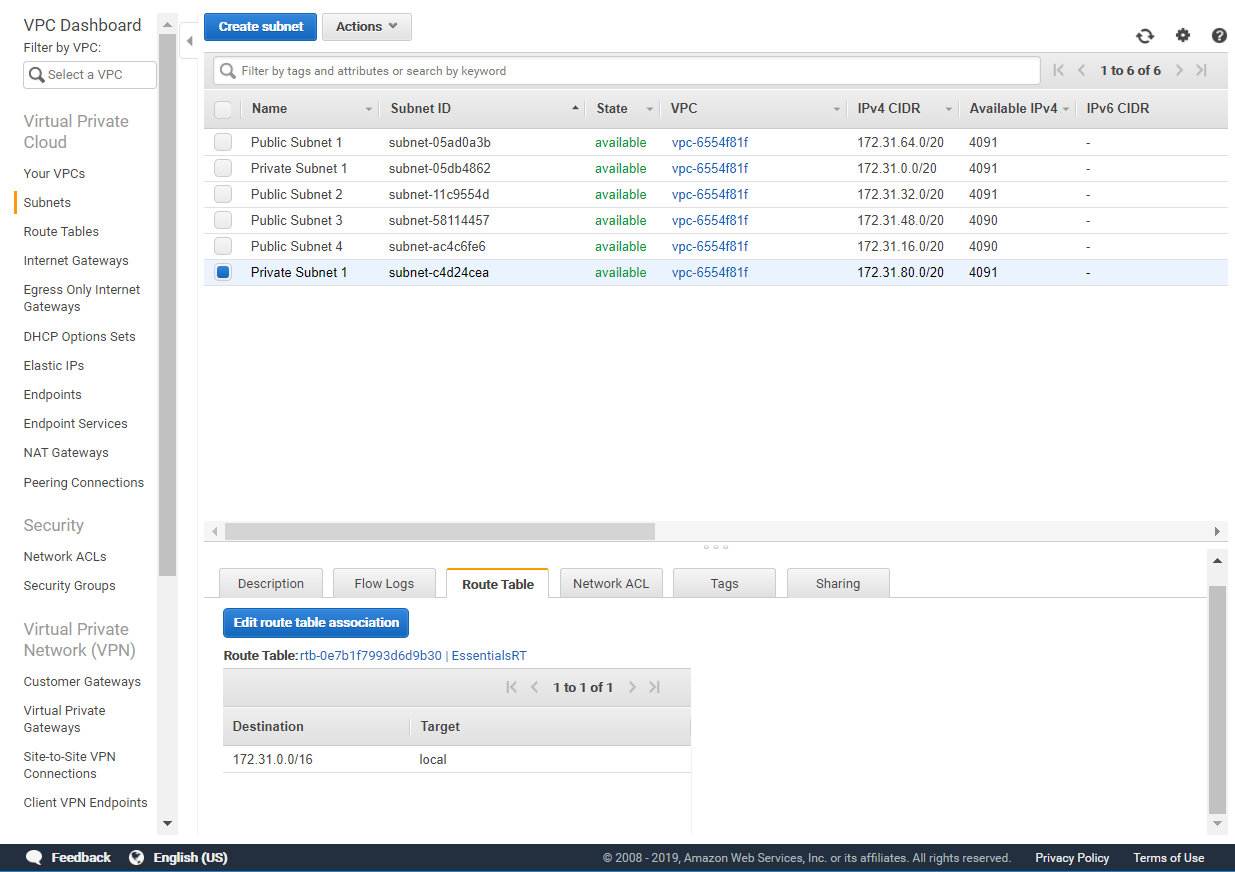 VPC Dashboard
Filter by VPC:
Select a VPC
Virtual Private
Cloud
Your VPCs
Subnets
Route Tables
Internet Gateways
Egress Only Internet
Gateways
DHCP Options Sets
Elastic IPs
Endpoints
Endpoint Services
NAT Gateways
Peering Connections
Security
Network ACLs
Security Groups
Virtual Private
Network (VPN)
Customer Gateways
Virtual Private
Gateways
Site-to-Site VPN
Connections
Client VPN Endpoints
Create subnet Actions
Filter by tags and attributes or search by keyword 1 to 6 of 6
Name Subnet ID State VPC IPv4 CIDR Available IPv4 IPv6 CIDR
Public Subnet 1 subnet-05ad0a3b available vpc-6554f81f 172.31.64.0/20 4091 -
Private Subnet 1 subnet-05db4862 available vpc-6554f81f 172.31.0.0/20 4091 -
Public Subnet 2 subnet-11c9554d available vpc-6554f81f 172.31.32.0/20 4091 -
Public Subnet 3 subnet-58114457 available vpc-6554f81f 172.31.48.0/20 4090 -
Public Subnet 4 subnet-ac4c6fe6 available vpc-6554f81f 172.31.16.0/20 4090 -
Private Subnet 1 subnet-c4d24cea available vpc-6554f81f 172.31.80.0/20 4091 -
Description Flow Logs Route Table Network ACL Tags Sharing
Edit route table association
Route Table: rtb-0e7b1f7993d6d9b30 | EssentialsRT
1 to 1 of 1
Destination Target
172.31.0.0/16 local
Feedback English (US) © 2008 - 2019, Amazon Web Services, Inc. or its affiliates. All rights reserved. Privacy Policy Terms of Use